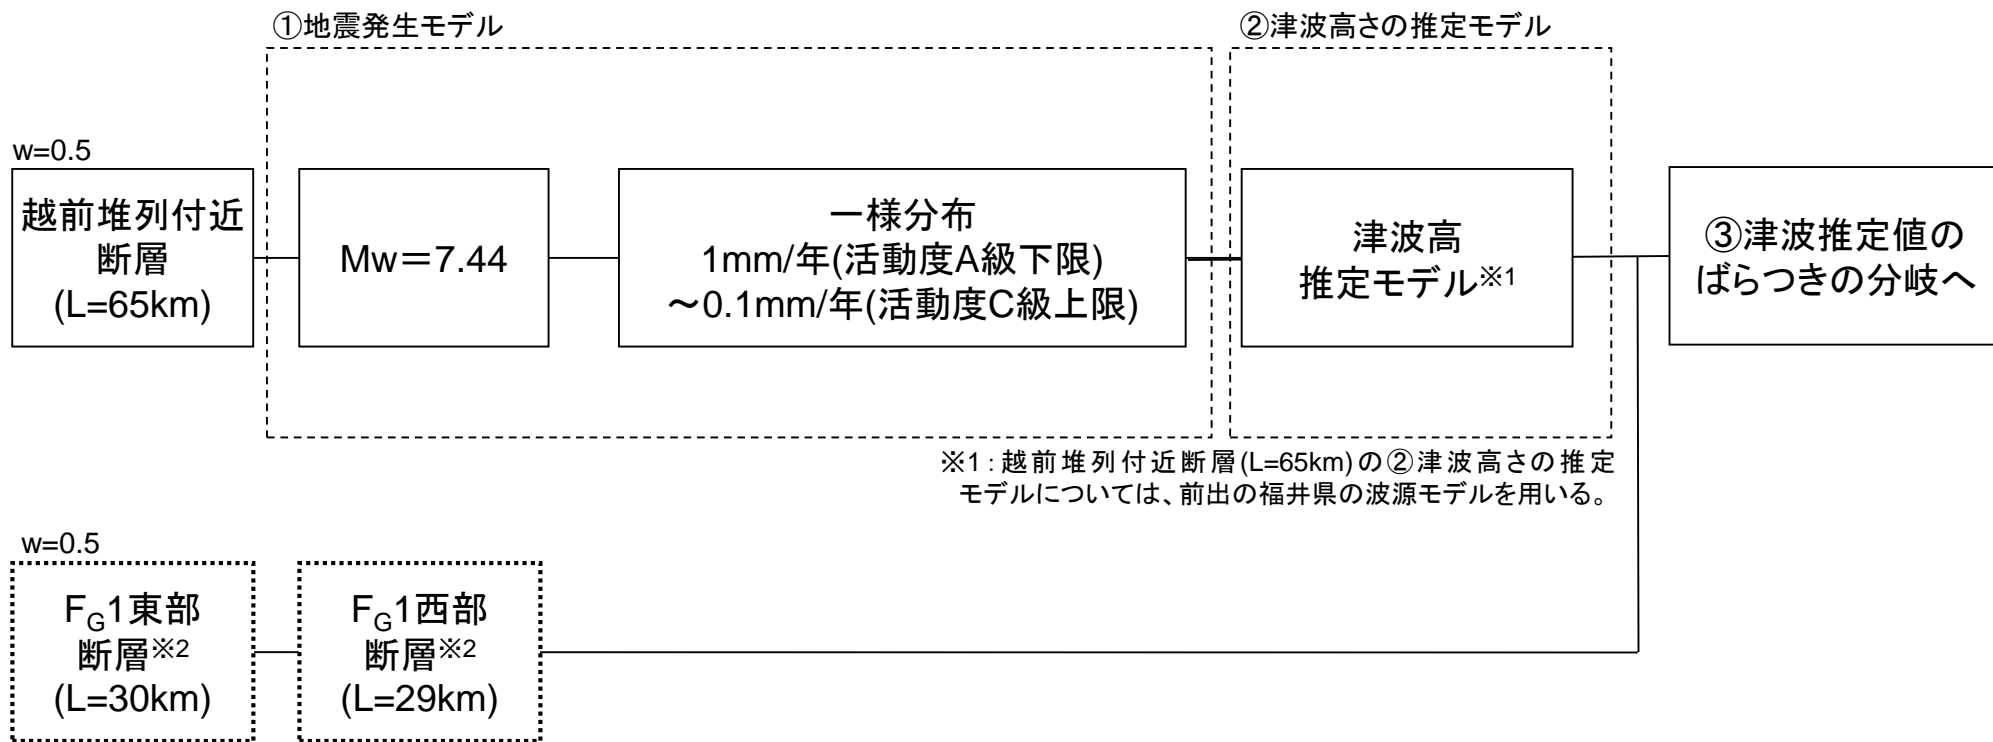 ①地震発生モデル
②津波高さの推定モデル
w=0.5
越前堆列付近
断層
(L=65km)
Mw＝7.44
一様分布
1mm/年(活動度A級下限)
～0.1mm/年(活動度C級上限)
津波高
推定モデル※1
③津波推定値の
ばらつきの分岐へ
※1：越前堆列付近断層(L=65km)の②津波高さの推定
モデルについては、前出の福井県の波源モデルを用いる。
w=0.5
FG1東部
断層※2
(L=30km)
FG1西部
断層※2
(L=29km)